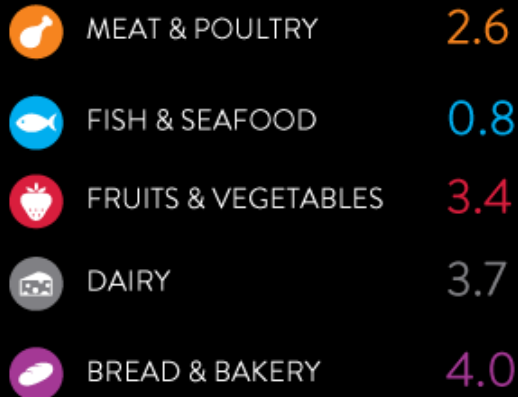 MEAT & POULTRY 2.6
FISH & SEAFOOD 0.8
FRUITS & VEGETABLES 3.4
DAIRY 3.7
BREAD & BAKERY 4.0